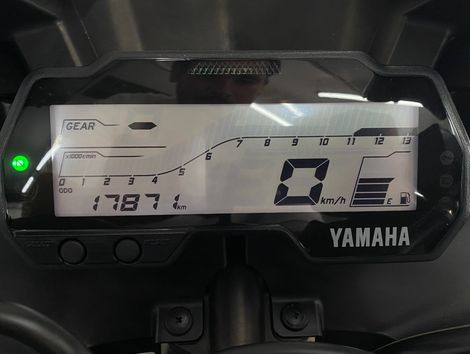 GEAR
x1000r/min
0 1 2 3 4 5 6 7 8 9 10 11 12 13
ODO
17871 km
0 km/h
E
YAMAHA